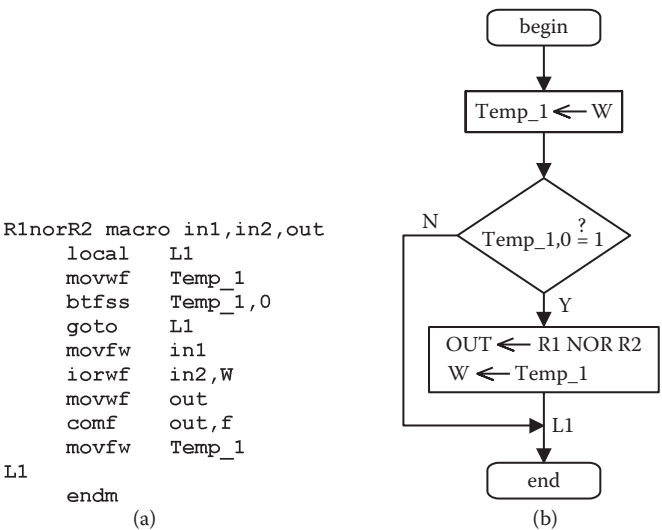 R1norR2 macro in1,in2,out
local L1
movwf Temp_1
btfss Temp_1,0
goto L1
movfw in1
iorwf in2,W
movwf out
comf out,f
movfw Temp_1
L1
endm
(a)
begin
Temp_1 ← W
N
?
Temp_1,0 = 1
Y
OUT ← R1 NOR R2
W ← Temp_1
L1
end
(b)